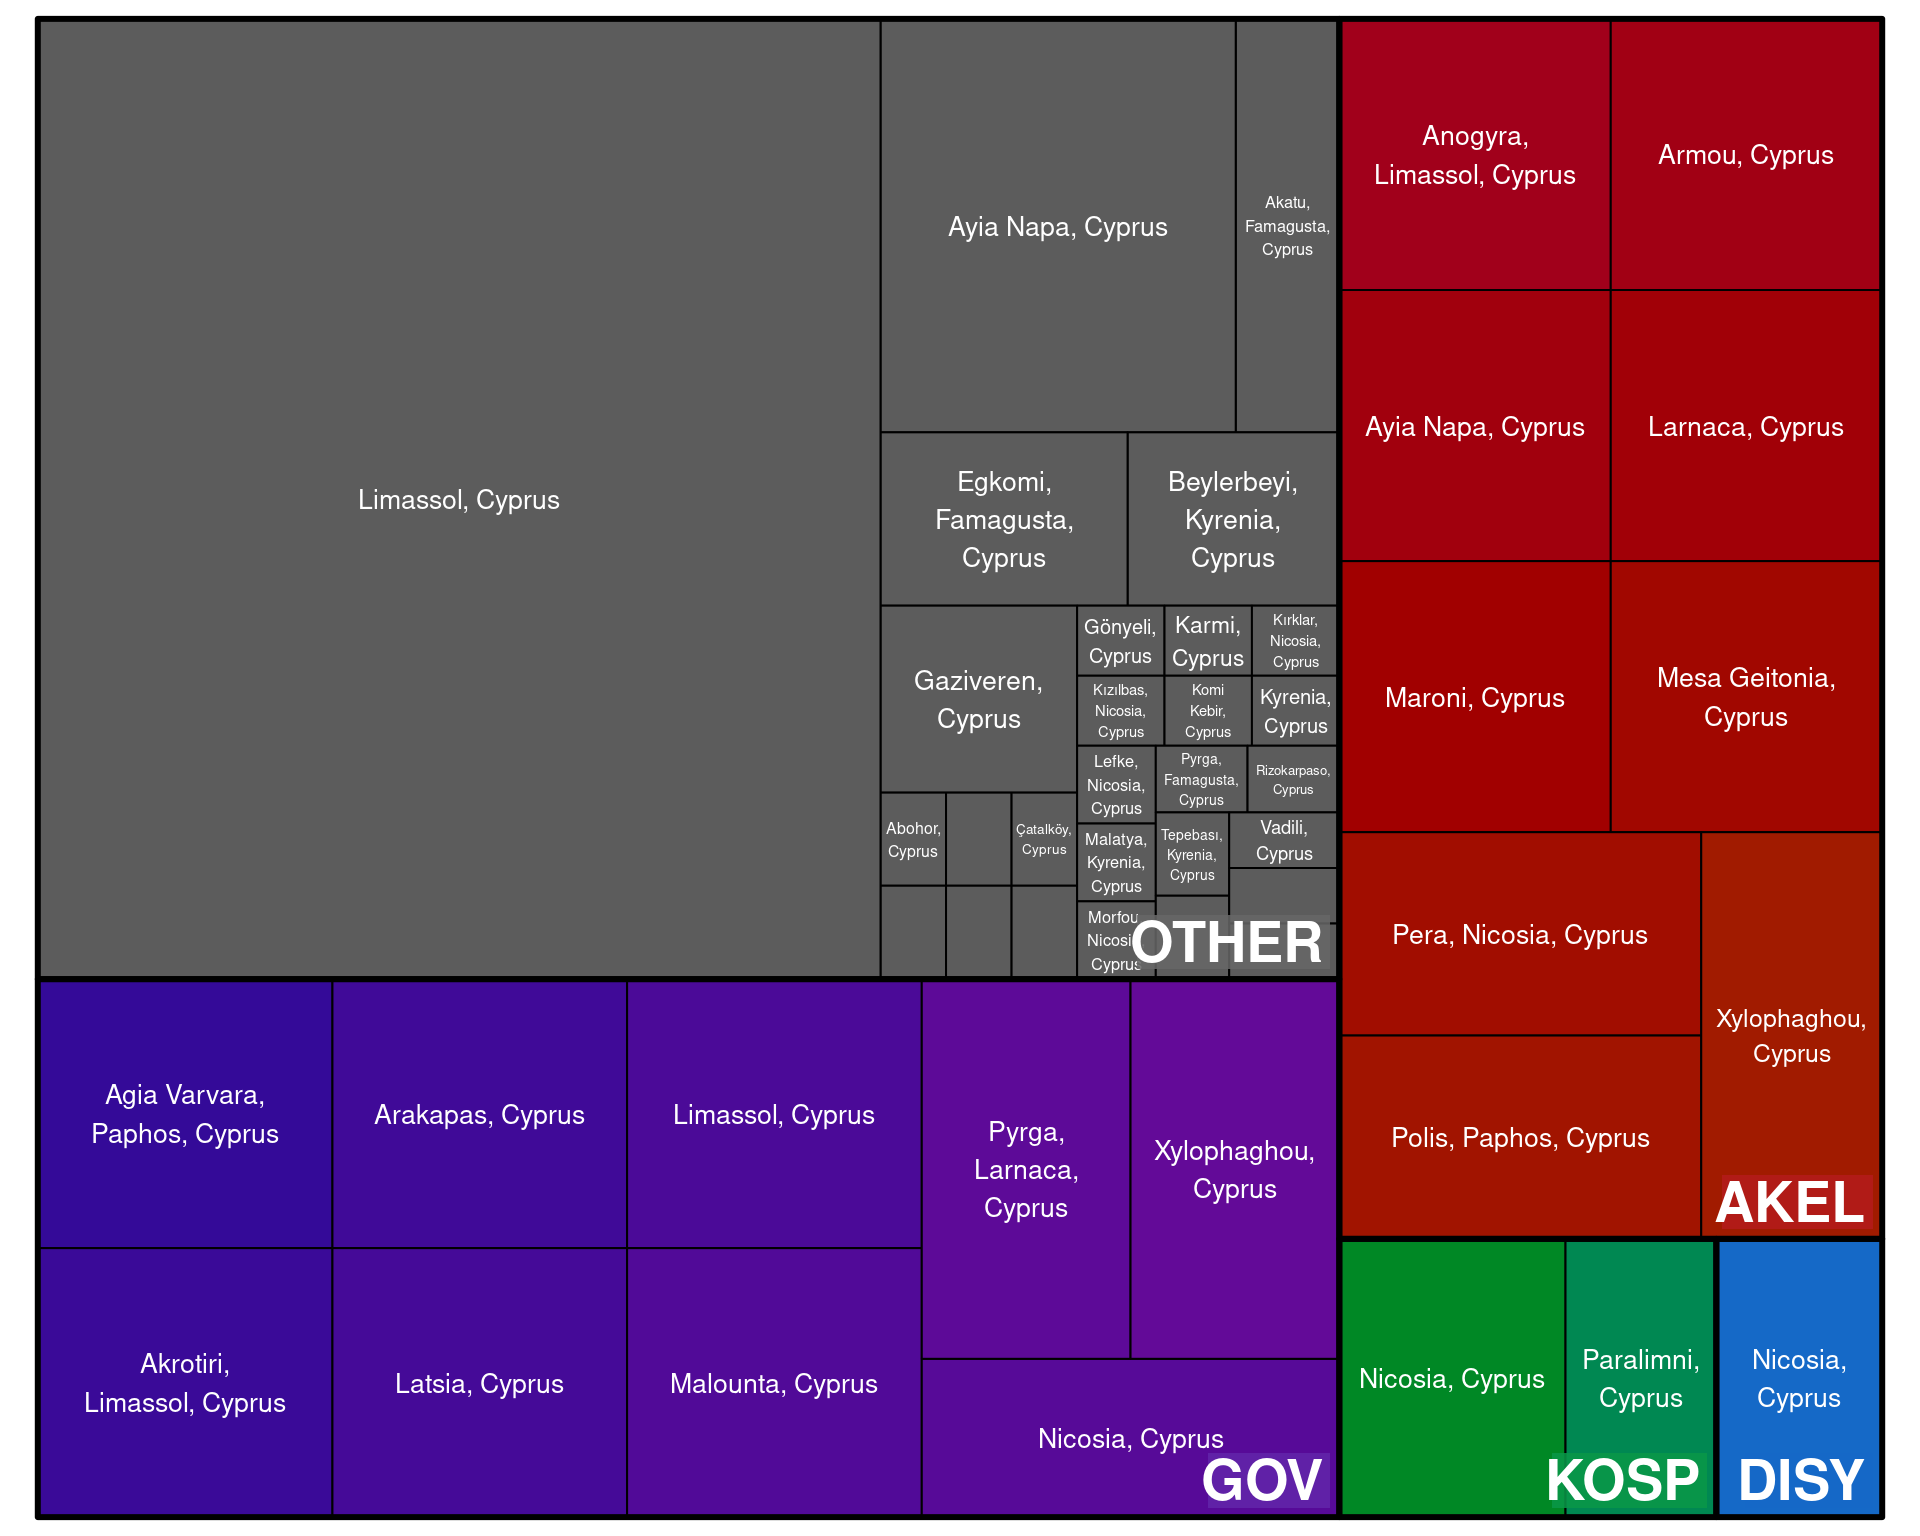 Limassol, Cyprus
Ayia Napa, Cyprus
Akatu,
Famagusta,
Cyprus
Egkomi,
Famagusta,
Cyprus
Beylerbeyi,
Kyrenia,
Cyprus
Gaziveren,
Cyprus
Gönyeli,
Cyprus
Karmi,
Cyprus
Kırklar,
Nicosia,
Cyprus
Kızılbas,
Nicosia,
Cyprus
Komi
Kebir,
Cyprus
Kyrenia,
Cyprus
Lefke,
Nicosia,
Cyprus
Pyrga,
Famagusta,
Cyprus
Rizokarpaso,
Cyprus
Abohor,
Cyprus
Çatalköy,
Cyprus
Malatya,
Kyrenia,
Cyprus
Tepebası,
Kyrenia,
Cyprus
Vadili,
Cyprus
Morfou,
Nicosia,
Cyprus
OTHER
Anogyra,
Limassol, Cyprus
Armou, Cyprus
Ayia Napa, Cyprus
Larnaca, Cyprus
Maroni, Cyprus
Mesa Geitonia,
Cyprus
Pera, Nicosia, Cyprus
Polis, Paphos, Cyprus
Xylophaghou,
Cyprus
AKEL
Agia Varvara,
Paphos, Cyprus
Arakapas, Cyprus
Limassol, Cyprus
Pyrga,
Larnaca,
Cyprus
Xylophaghou,
Cyprus
Akrotiri,
Limassol, Cyprus
Latsia, Cyprus
Malounta, Cyprus
Nicosia, Cyprus
GOV
Nicosia, Cyprus
Paralimni,
Cyprus
KOSP
Nicosia,
Cyprus
DISY